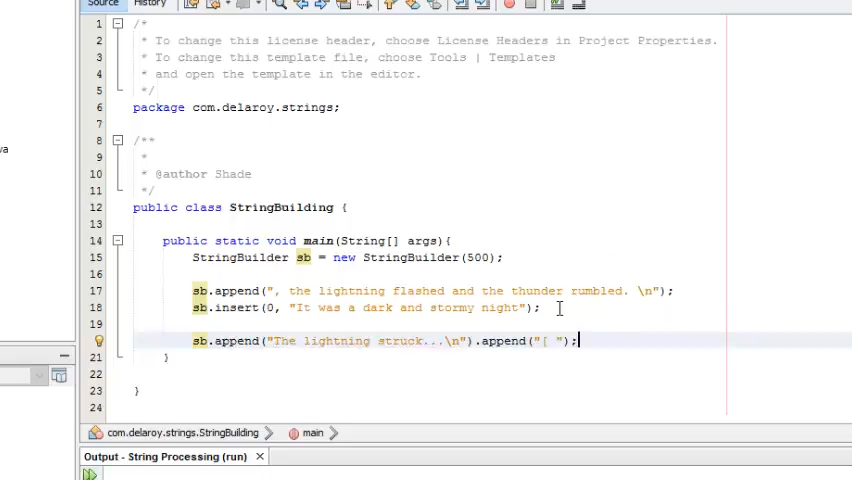 Source History
1 /*
2 * To change this license header, choose License Headers in Project Properties.
3 * To change this template file, choose Tools | Templates
4 * and open the template in the editor.
5 */
6 package com.delaroy.strings;
7
8 /**
9 *
10 * @author Shade
11 */
12 public class StringBuilding {
13
14 public static void main(String[] args){
15 StringBuilder sb = new StringBuilder(500);
16
17 sb.append(", the lightning flashed and the thunder rumbled. \n");
18 sb.insert(0, "It was a dark and stormy night");
19
sb.append("The lightning struck...\n").append("[ ");
21 }
22
23 }
24
va
com.delaroy.strings.StringBuilding main
Output - String Processing (run) ×